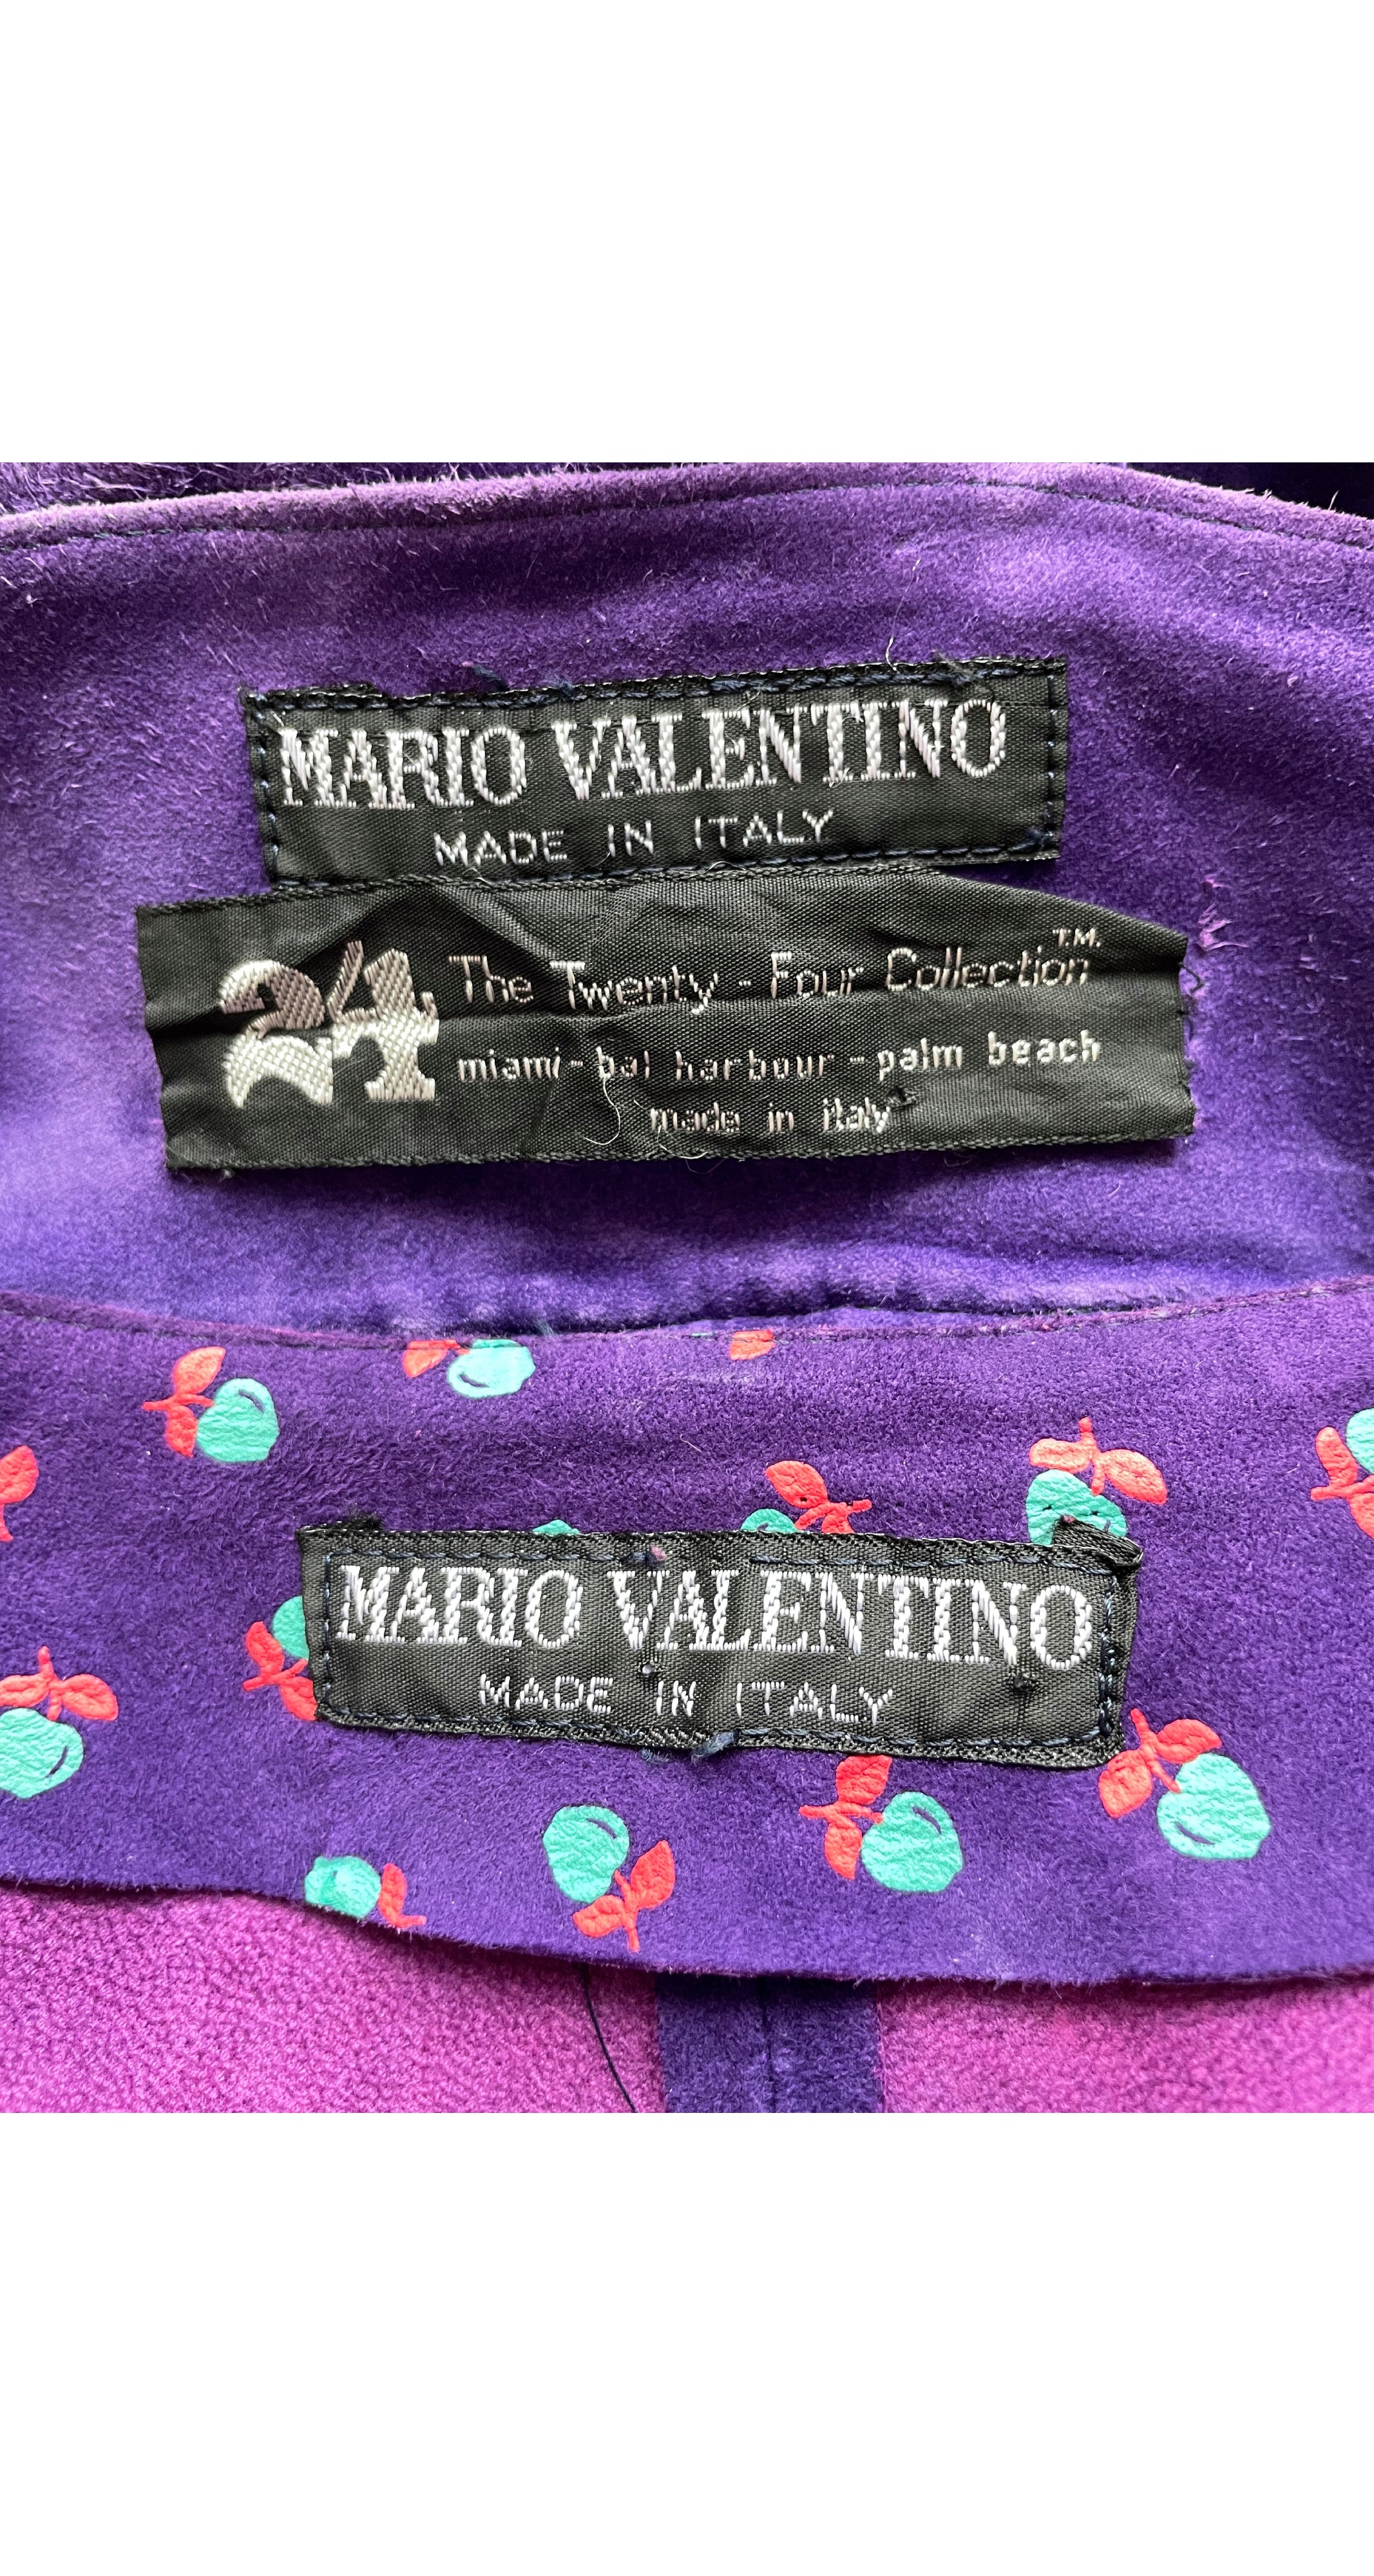 MARIO VALENTINO
MADE IN ITALY
24 The Twenty-Four Collection T.M.
miami-bal harbour-palm beach
made in italy
MARIO VALENTINO
MADE IN ITALY